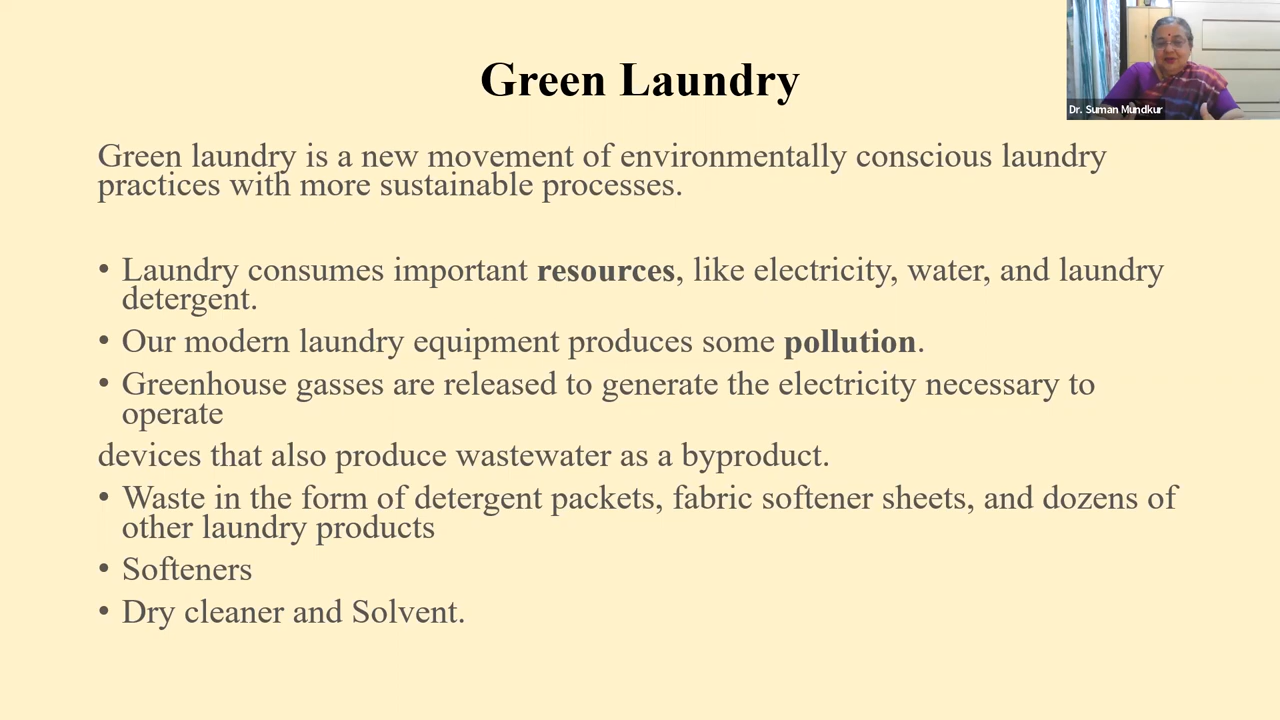 Green Laundry
Dr. Suman Mundkur
Green laundry is a new movement of environmentally conscious laundry
practices with more sustainable processes.
• Laundry consumes important resources, like electricity, water, and laundry
detergent.
• Our modern laundry equipment produces some pollution.
• Greenhouse gasses are released to generate the electricity necessary to
operate
devices that also produce wastewater as a byproduct.
• Waste in the form of detergent packets, fabric softener sheets, and dozens of
other laundry products
• Softeners
• Dry cleaner and Solvent.